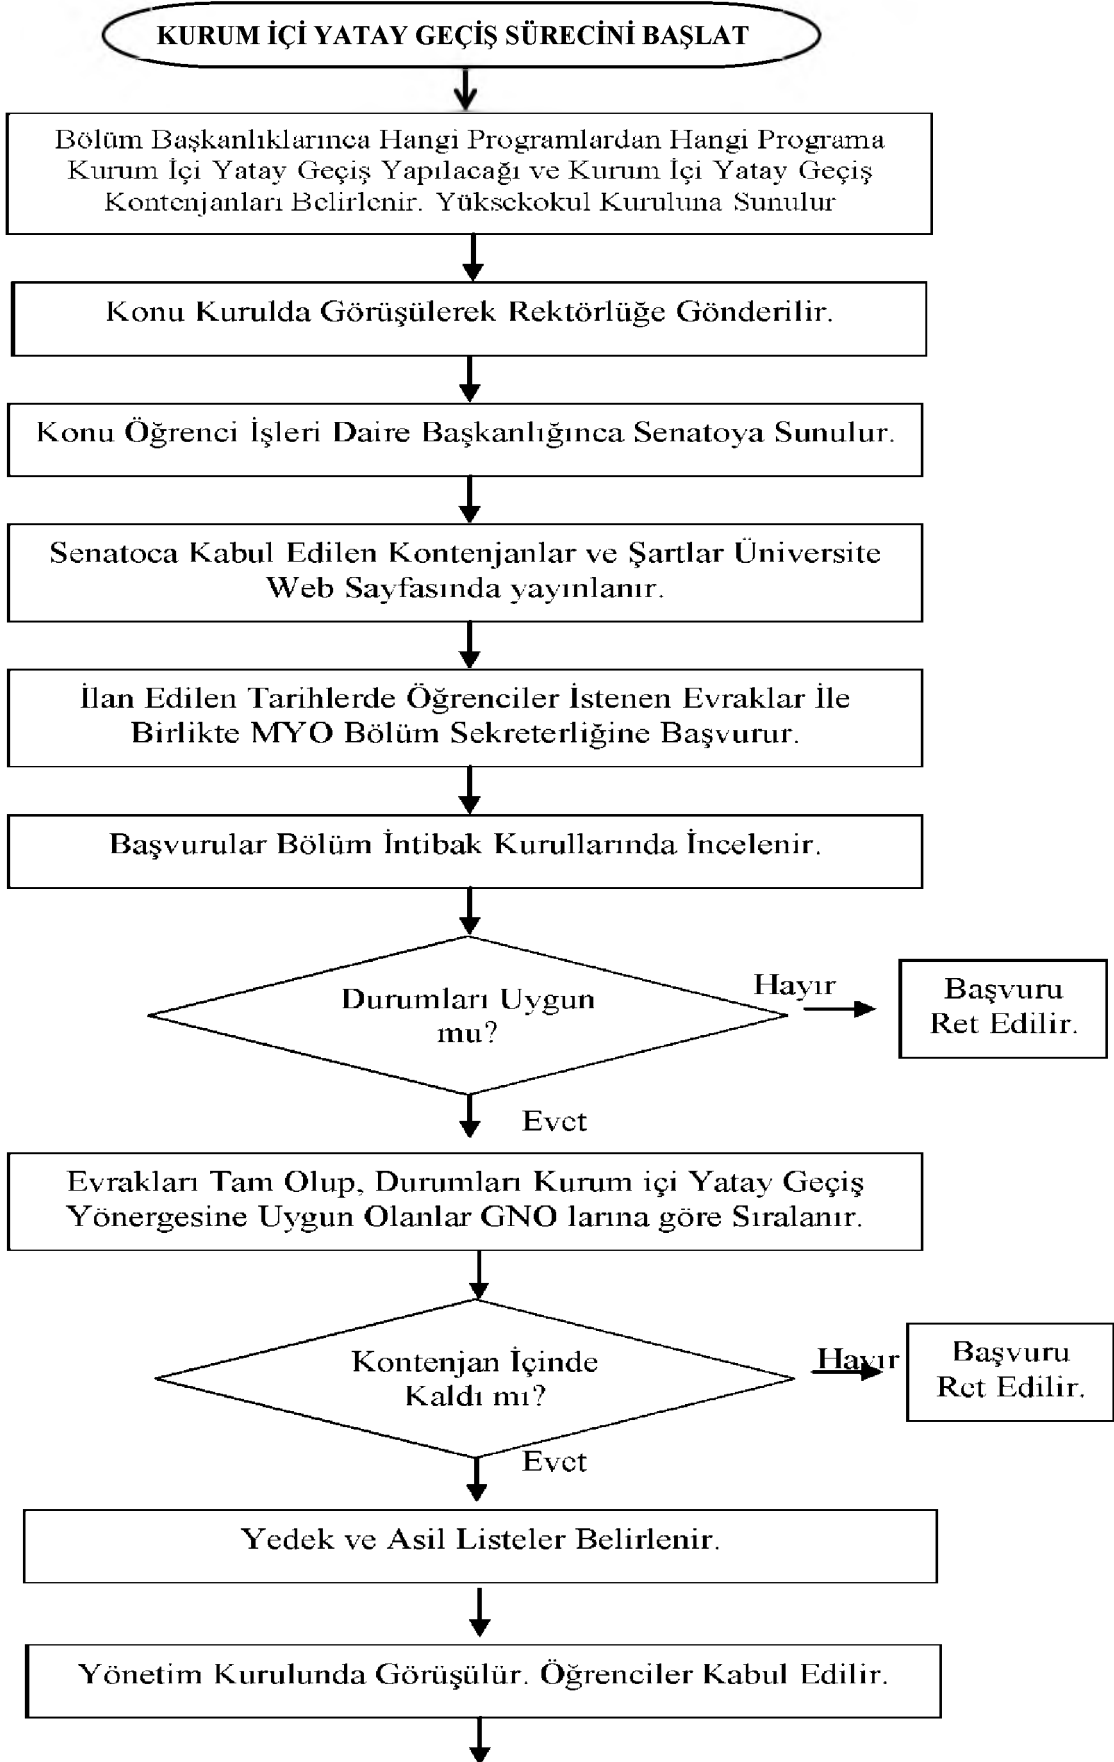 KURUM İÇİ YATAY GEÇİŞ SÜRECİNİ BAŞLAT
Bölüm Başkanlıklarınca Hangi Programlardan Hangi Programa
Kurum İçi Yatay Geçiş Yapılacağı ve Kurum İçi Yatay Geçiş
Kontenjanları Belirlenir. Yüksekokul Kuruluna Sunulur
Konu Kurulda Görüşülerek Rektörlüğe Gönderilir.
Konu Öğrenci İşleri Daire Başkanlığınca Senatoya Sunulur.
Senatoca Kabul Edilen Kontenjanlar ve Şartlar Üniversite
Web Sayfasında yayınlanır.
İlan Edilen Tarihlerde Öğrenciler İstenen Evraklar İle
Birlikte MYO Bölüm Sekreterliğine Başvurur.
Başvurular Bölüm İntibak Kurullarında İncelenir.
Durumları Uygun
mu?
Hayır
Başvuru
Ret Edilir.
Evet
Evrakları Tam Olup, Durumları Kurum içi Yatay Geçiş
Yönergesine Uygun Olanlar GNO larına göre Sıralanır.
Kontenjan İçinde
Kaldı mı?
Hayır
Başvuru
Ret Edilir.
Evet
Yedek ve Asil Listeler Belirlenir.
Yönetim Kurulunda Görüşülür. Öğrenciler Kabul Edilir.